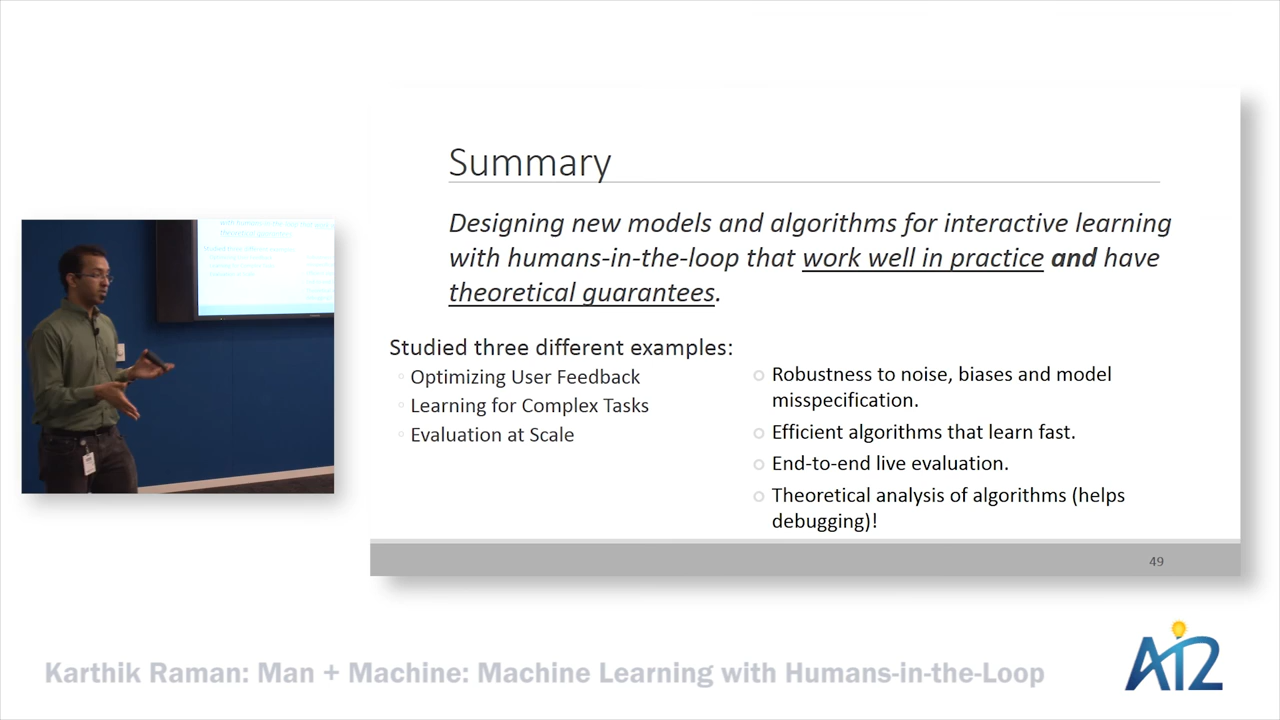 Summary
Designing new models and algorithms for interactive learning
with humans-in-the-loop that work well in practice and have
theoretical guarantees.
Studied three different examples:
Optimizing User Feedback
Learning for Complex Tasks
Evaluation at Scale
Robustness to noise, biases and model
misspecification.
Efficient algorithms that learn fast.
End-to-end live evaluation.
Theoretical analysis of algorithms (helps
debugging)!
49
Karthik Raman: Man + Machine: Machine Learning with Humans-in-the-Loop
Ai2